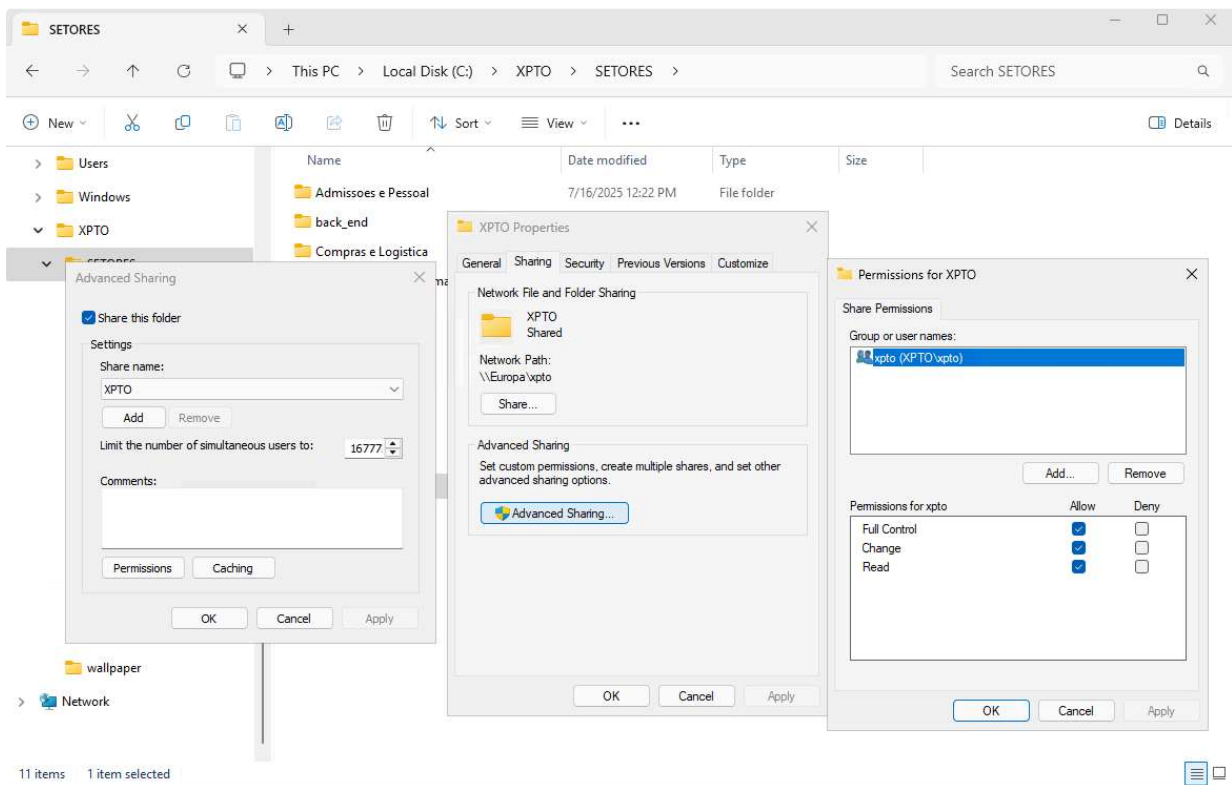 SETORES
This PC > Local Disk (C:) > XPTO > SETORES >
Search SETORES
New
Sort
View
Details
Users
Windows
XPTO
Name
Date modified
Type
Size
Admissoes e Pessoal
7/16/2025 12:22 PM
File folder
back_end
Compras e Logistica
Advanced Sharing
Share this folder
Settings
Share name:
XPTO
Add
Remove
Limit the number of simultaneous users to:
16777
Comments:
Permissions
Caching
OK
Cancel
Apply
XPTO Properties
General
Sharing
Security
Previous Versions
Customize
Network File and Folder Sharing
XPTO
Shared
Network Path:
\\Europa\xpto
Share...
Advanced Sharing
Set custom permissions, create multiple shares, and set other
advanced sharing options.
Advanced Sharing...
OK
Cancel
Apply
Permissions for XPTO
Share Permissions
Group or user names:
xpto (XPTO\xpto)
Add...
Remove
Permissions for xpto
Allow
Deny
Full Control
Change
Read
OK
Cancel
Apply
wallpaper
Network
11 items
1 item selected